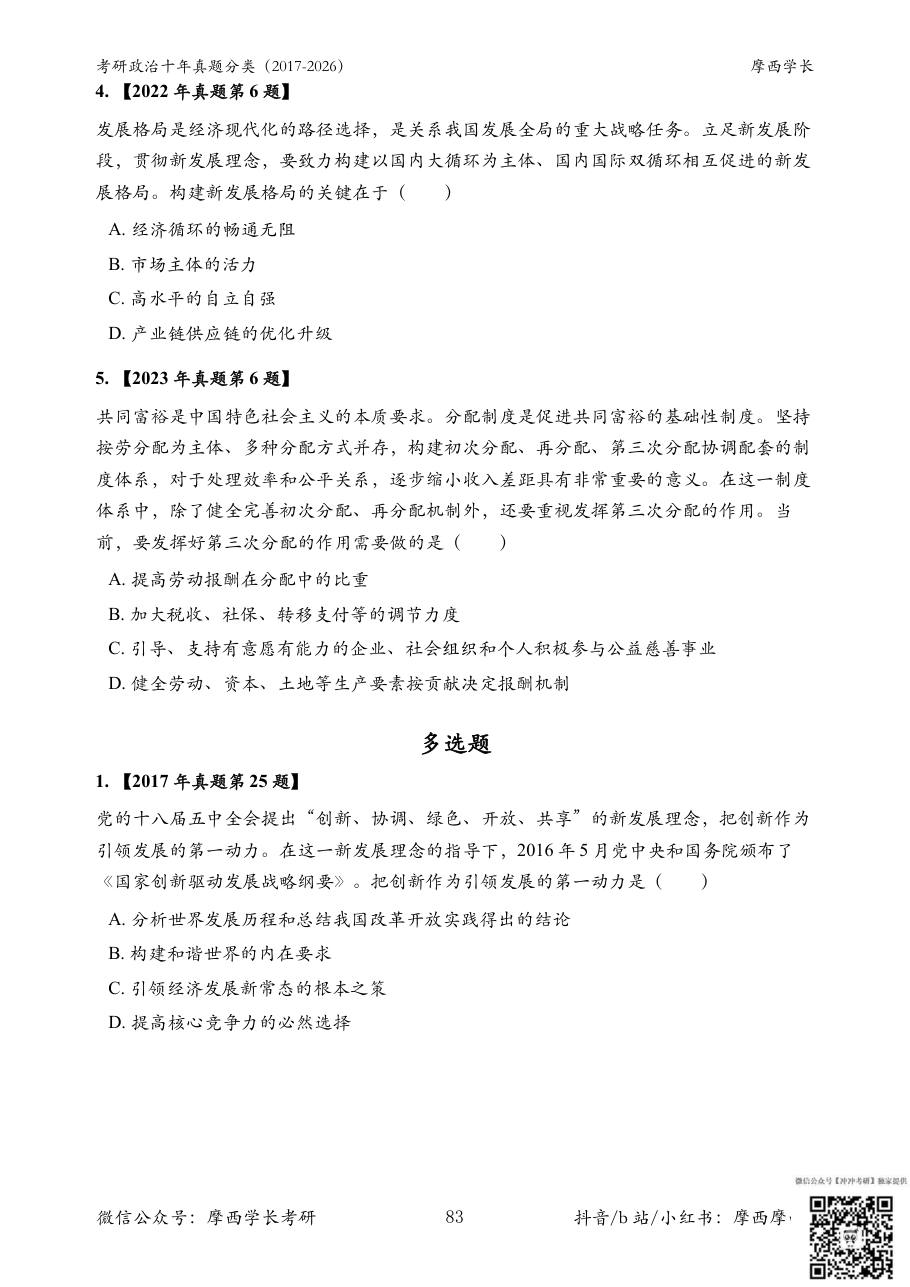 考研政治十年真题分类（2017-2026）
摩西学长
4. 【2022 年真题第 6 题】
发展格局是经济现代化的路径选择，是关系我国发展全局的重大战略任务。立足新发展阶
段，贯彻新发展理念，要致力构建以国内大循环为主体、国内国际双循环相互促进的新发
展格局。构建新发展格局的关键在于（　　）
A. 经济循环的畅通无阻
B. 市场主体的活力
C. 高水平的自立自强
D. 产业链供应链的优化升级
5. 【2023 年真题第 6 题】
共同富裕是中国特色社会主义的本质要求。分配制度是促进共同富裕的基础性制度。坚持
按劳分配为主体、多种分配方式并存，构建初次分配、再分配、第三次分配协调配套的制
度体系，对于处理效率和公平关系，逐步缩小收入差距具有非常重要的意义。在这一制度
体系中，除了健全完善初次分配、再分配机制外，还要重视发挥第三次分配的作用。当
前，要发挥好第三次分配的作用需要做的是（　　）
A. 提高劳动报酬在分配中的比重
B. 加大税收、社保、转移支付等的调节力度
C. 引导、支持有意愿有能力的企业、社会组织和个人积极参与公益慈善事业
D. 健全劳动、资本、土地等生产要素按贡献决定报酬机制
多选题
1. 【2017 年真题第 25 题】
党的十八届五中全会提出“创新、协调、绿色、开放、共享”的新发展理念，把创新作为
引领发展的第一动力。在这一新发展理念的指导下，2016 年 5 月党中央和国务院颁布了
《国家创新驱动发展战略纲要》。把创新作为引领发展的第一动力是（　　）
A. 分析世界发展历程和总结我国改革开放实践得出的结论
B. 构建和谐世界的内在要求
C. 引领经济发展新常态的根本之策
D. 提高核心竞争力的必然选择
微信公众号【冲冲考研】独家提供
微信公众号：摩西学长考研
83
抖音/b 站/小红书：摩西摩